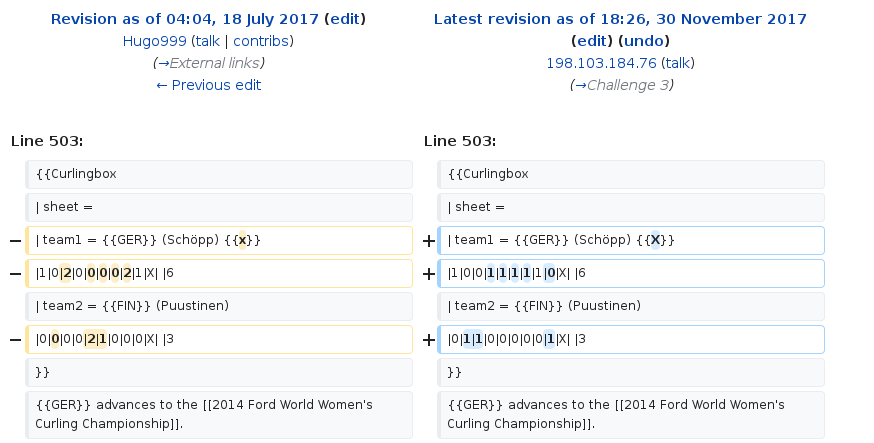 Revision as of 04:04, 18 July 2017 (edit)
Hugo999 (talk | contribs)
(→External links)
← Previous edit
Latest revision as of 18:26, 30 November 2017
(edit) (undo)
198.103.184.76 (talk)
(→Challenge 3)
Line 503:
Line 503:
{{Curlingbox
{{Curlingbox
| sheet =
| sheet =
− | team1 = {{GER}} (Schöpp) {{x}}
+ | team1 = {{GER}} (Schöpp) {{X}}
− |1|0|2|0|0|0|0|2|1|X| |6
+ |1|0|0|1|1|1|1|1|0|X| |6
| team2 = {{FIN}} (Puustinen)
| team2 = {{FIN}} (Puustinen)
− |0|0|0|0|2|1|0|0|0|X| |3
+ |0|1|1|0|0|0|0|0|1|X| |3
}}
}}
{{GER}} advances to the [[2014 Ford World Women's
Curling Championship]].
{{GER}} advances to the [[2014 Ford World Women's
Curling Championship]].